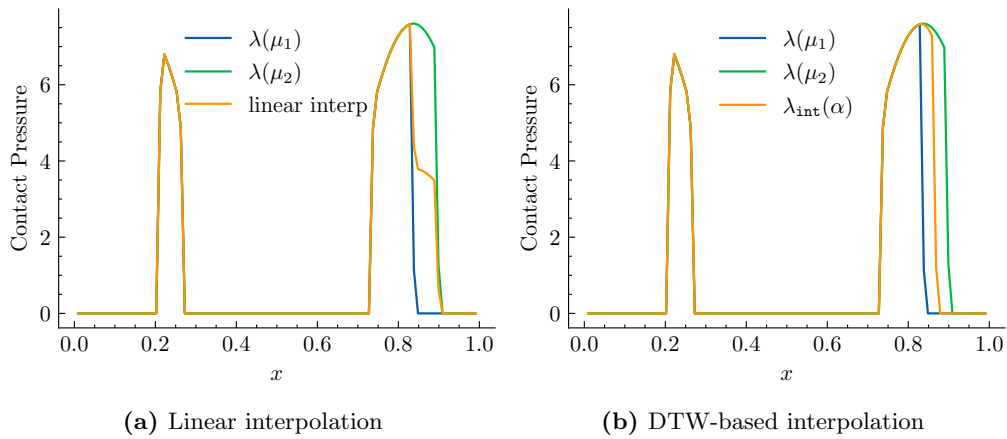 λ(μ₁)
λ(μ₂)
linear interp
Contact Pressure
6
4
2
0
0.0 0.2 0.4 0.6 0.8 1.0
x
(a) Linear interpolation
λ(μ₁)
λ(μ₂)
λ_int(α)
Contact Pressure
6
4
2
0
0.0 0.2 0.4 0.6 0.8 1.0
x
(b) DTW-based interpolation